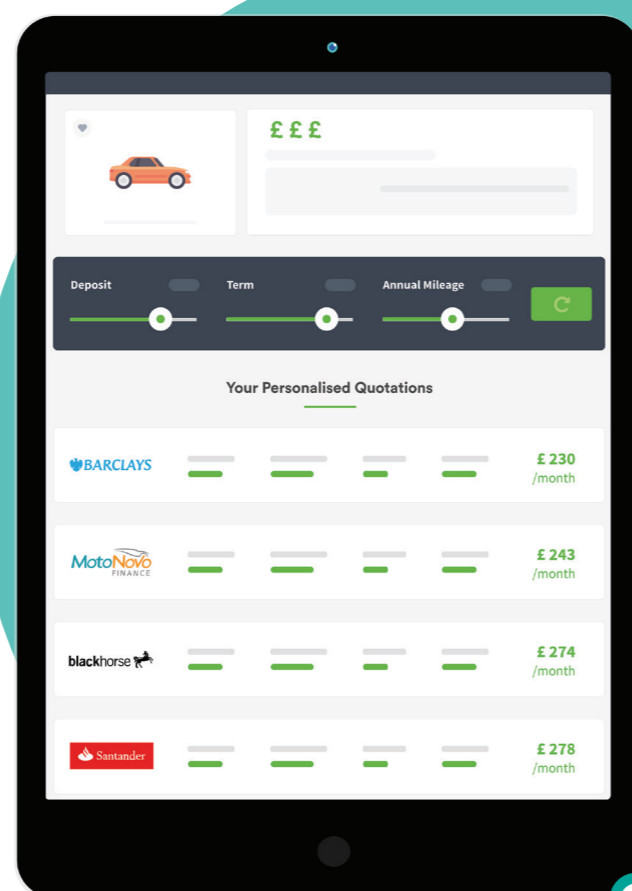 £ £ £
Deposit Term Annual Mileage
Your Personalised Quotations
BARCLAYS
£ 230
/month
MotoNovo
FINANCE
£ 243
/month
blackhorse
£ 274
/month
Santander
£ 278
/month